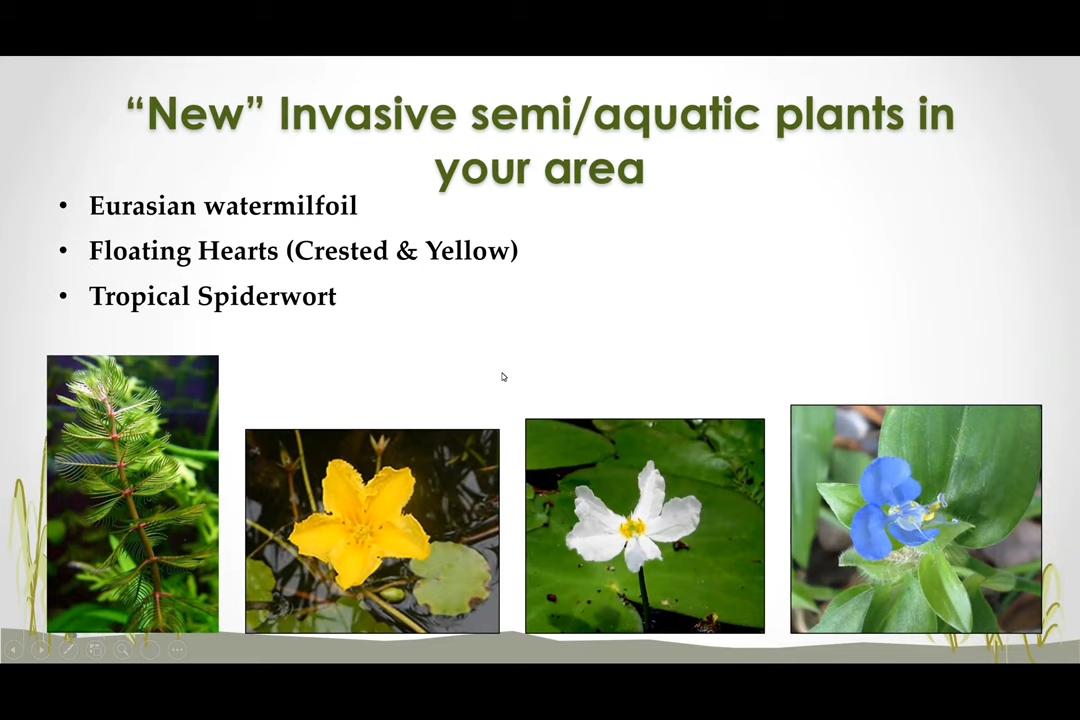 “New” Invasive semi/aquatic plants in
your area
• Eurasian watermilfoil
• Floating Hearts (Crested & Yellow)
• Tropical Spiderwort